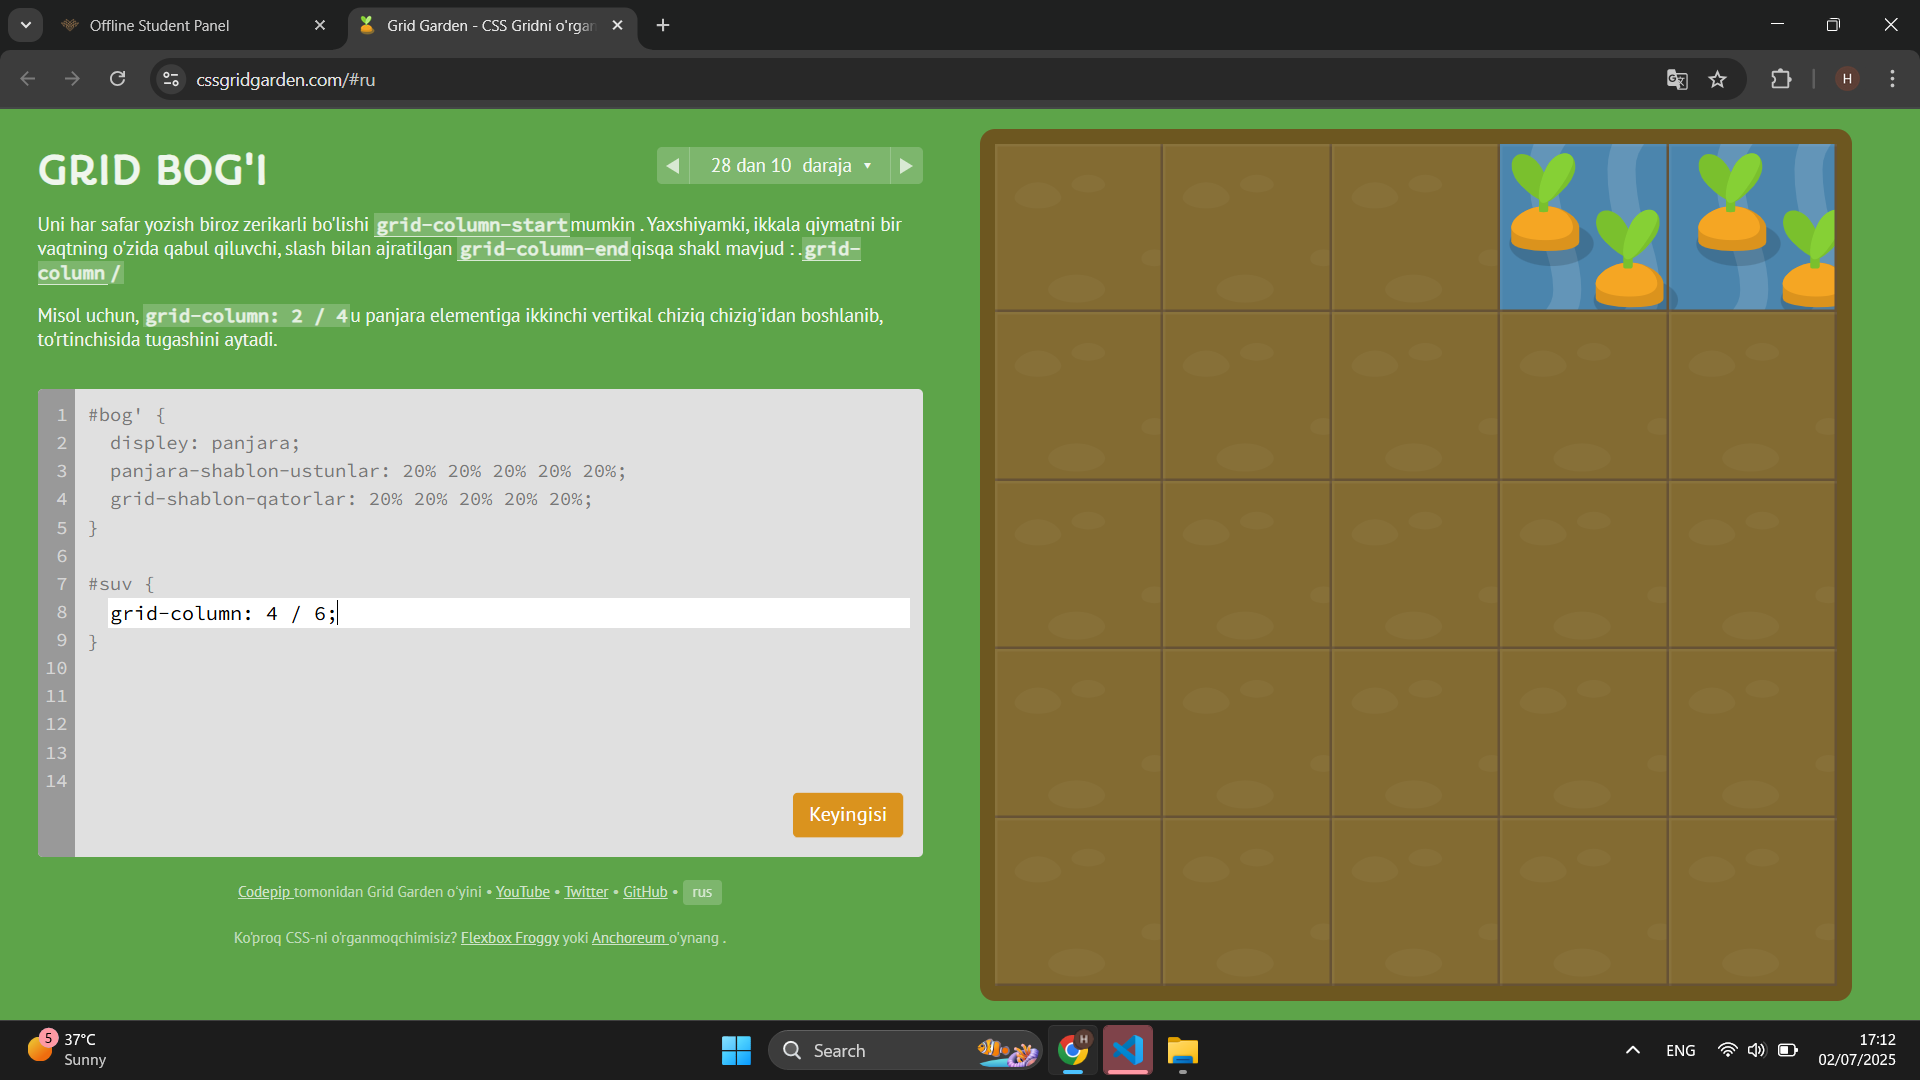 Offline Student Panel
Grid Garden - CSS Gridni o'rgan
cssgridgarden.com/#ru
H
GRID BOG'I
28 dan 10 daraja
Uni har safar yozish biroz zerikarli bo'lishi grid-column-start mumkin . Yaxshiyamki, ikkala qiymatni bir
vaqtning o'zida qabul qiluvchi, slash bilan ajratilgan grid-column-end qisqa shakl mavjud : . grid-
column /
Misol uchun, grid-column: 2 / 4 u panjara elementiga ikkinchi vertikal chiziq chizig'idan boshlanib,
to'rtinchisida tugashini aytadi.
1 #bog' {
2 displey: panjara;
3 panjara-shablon-ustunlar: 20% 20% 20% 20% 20%;
4 grid-shablon-qatorlar: 20% 20% 20% 20% 20%;
5 }
6
7 #suv {
8 grid-column: 4 / 6;
9 }
10
11
12
13
14
Keyingisi
Codepip tomonidan Grid Garden o'yini • YouTube • Twitter • GitHub • rus
Ko'proq CSS-ni o'rganmoqchimisiz? Flexbox Froggy yoki Anchoreum o'ynang .
5
37°C
Sunny
Search
H
ENG
17:12
02/07/2025